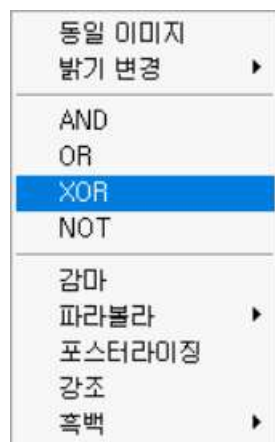 동일 이미지
밝기 변경
AND
OR
XOR
NOT
감마
파라볼라
포스터라이징
강조
흑백